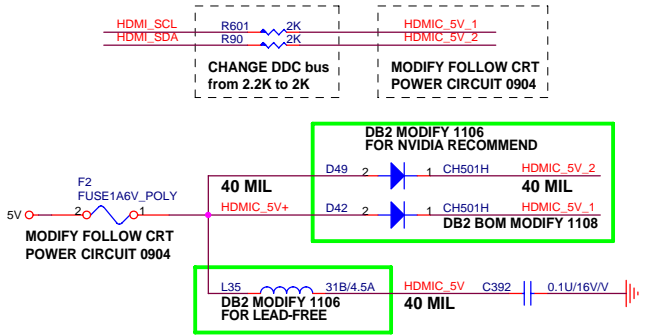 HDMI_SCL R601 2K HDMIC_5V_1
HDMI_SDA R90 2K HDMIC_5V_2
CHANGE DDC bus
from 2.2K to 2K
MODIFY FOLLOW CRT
POWER CIRCUIT 0904
DB2 MODIFY 1106
FOR NVIDIA RECOMMEND
D49 2 1 CH501H HDMIC_5V_2
40 MIL 40 MIL
F2
FUSE1A6V_POLY
5V 2 1 HDMIC_5V+ D42 2 1 CH501H HDMIC_5V_1
DB2 BOM MODIFY 1108
MODIFY FOLLOW CRT
POWER CIRCUIT 0904
L35 31B/4.5A HDMIC_5V C392 0.1U/16V/V
40 MIL
DB2 MODIFY 1106
FOR LEAD-FREE